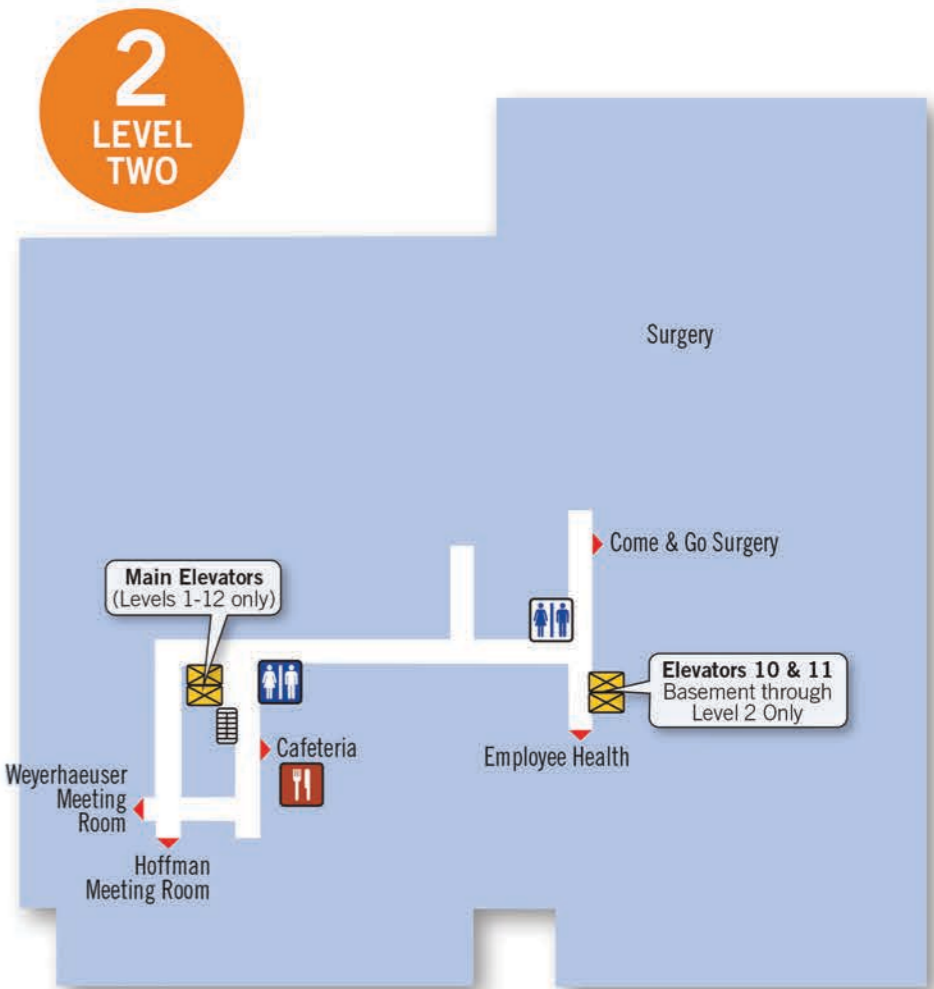 2
LEVEL
TWO
Surgery
Come & Go Surgery
Main Elevators
(Levels 1-12 only)
Elevators 10 & 11
Basement through
Level 2 Only
Employee Health
Cafeteria
Weyerhaeuser
Meeting
Room
Hoffman
Meeting Room